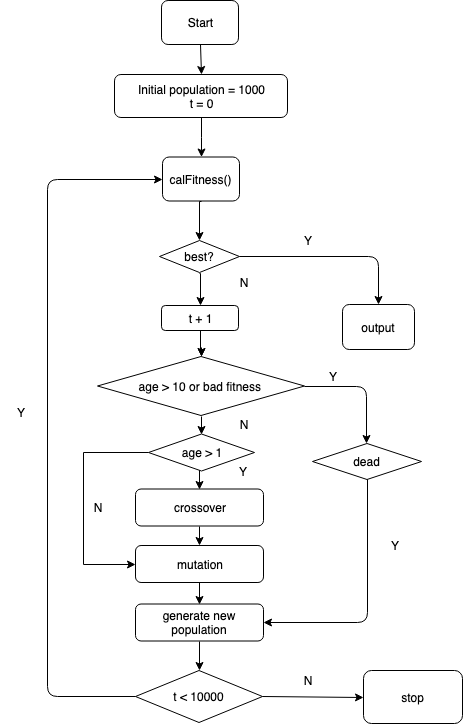 Start
Initial population = 1000
t = 0
calFitness()
best?
Y
N
t + 1
output
age > 10 or bad fitness
Y
Y
N
age > 1
dead
Y
N
crossover
Y
mutation
generate new
population
t < 10000
N
stop